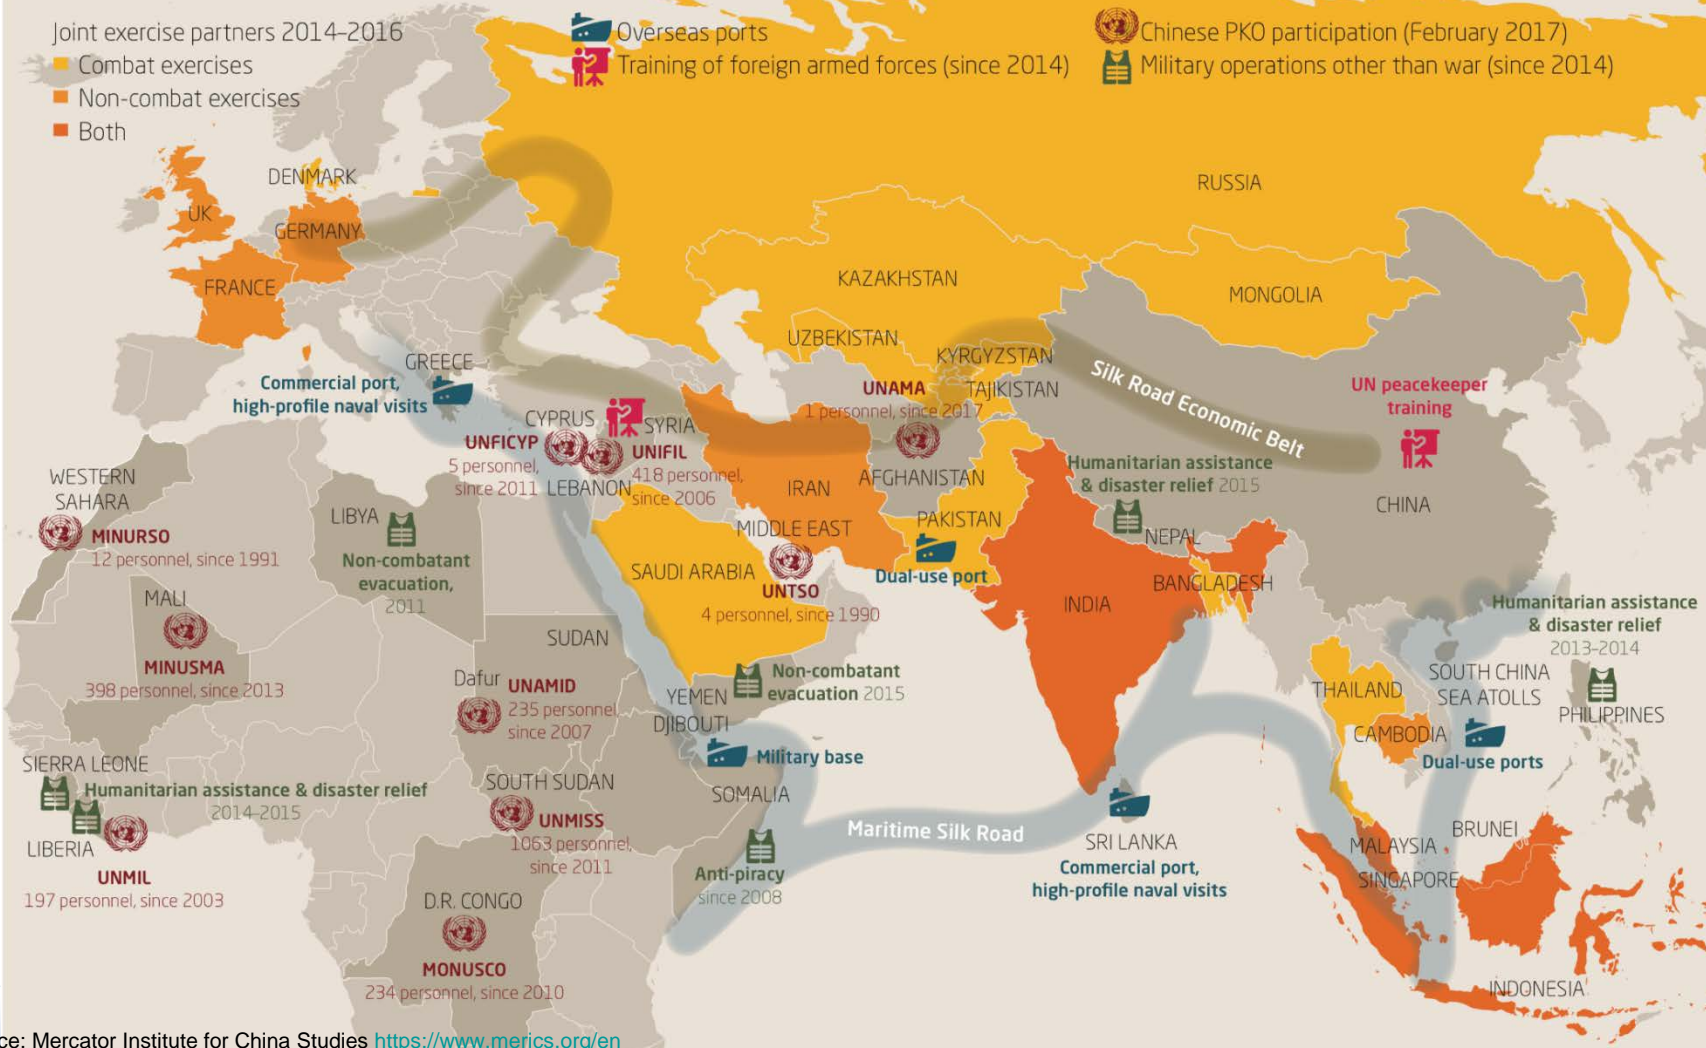 Joint exercise partners 2014–2016
Combat exercises
Non-combat exercises
Both
Overseas ports
Training of foreign armed forces (since 2014)
Chinese PKO participation (February 2017)
Military operations other than war (since 2014)
DENMARK
UK
GERMANY
FRANCE
RUSSIA
KAZAKHSTAN
MONGOLIA
UZBEKISTAN
KYRGYZSTAN
TAJIKISTAN
GREECE
Commercial port,
high-profile naval visits
CYPRUS
SYRIA
UNFICYP
5 personnel,
since 2011
LEBANON
UNIFIL
418 personnel,
since 2006
UNAMA
1 personnel, since 2017
AFGHANISTAN
IRAN
MIDDLE EAST
UNTSO
4 personnel, since 1990
SAUDI ARABIA
PAKISTAN
Dual-use port
Silk Road Economic Belt
UN peacekeeper
training
CHINA
Humanitarian assistance
& disaster relief 2015
NEPAL
BANGLADESH
INDIA
WESTERN
SAHARA
MINURSO
12 personnel, since 1991
LIBYA
Non-combatant
evacuation,
2011
MALI
MINUSMA
398 personnel, since 2013
SUDAN
Dafur
UNAMID
235 personnel,
since 2007
YEMEN
Non-combatant
evacuation 2015
DJIBOUTI
Military base
SOMALIA
Anti-piracy
since 2008
SIERRA LEONE
Humanitarian assistance & disaster relief
2014-2015
LIBERIA
UNMIL
197 personnel, since 2003
SOUTH SUDAN
UNMISS
1063 personnel,
since 2011
D.R. CONGO
MONUSCO
234 personnel, since 2010
Maritime Silk Road
SRI LANKA
Commercial port,
high-profile naval visits
Humanitarian assistance
& disaster relief
2013-2014
PHILIPPINES
SOUTH CHINA
SEA ATOLLS
Dual-use ports
THAILAND
CAMBODIA
MALAYSIA
BRUNEI
SINGAPORE
INDONESIA
ce: Mercator Institute for China Studies https://www.merics.org/en